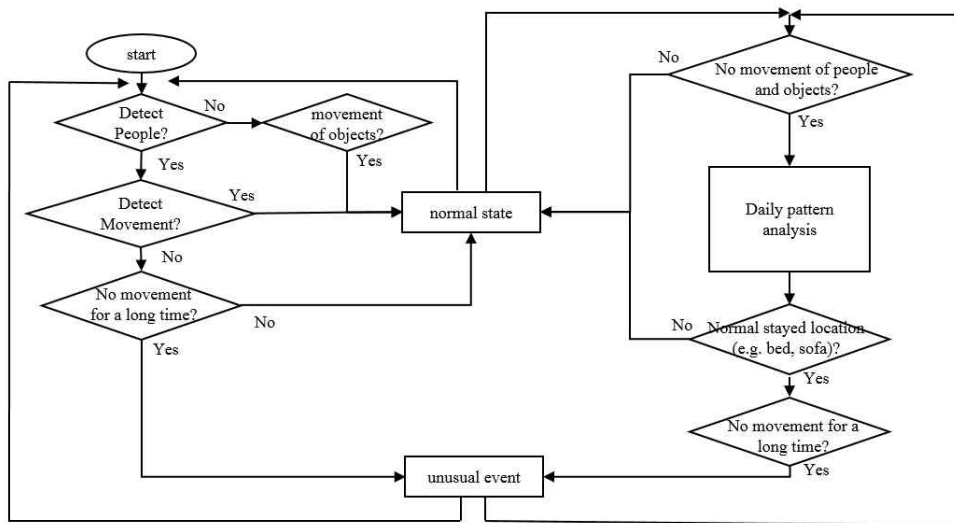 start
Detect
People?
No
movement
of objects?
Yes
Yes
Detect
Movement?
Yes
normal state
No
No movement
for a long time?
No
Yes
unusual event
No
No movement of people
and objects?
Yes
Daily pattern
analysis
No
Normal stayed location
(e.g. bed, sofa)?
Yes
No movement for a
long time?
Yes